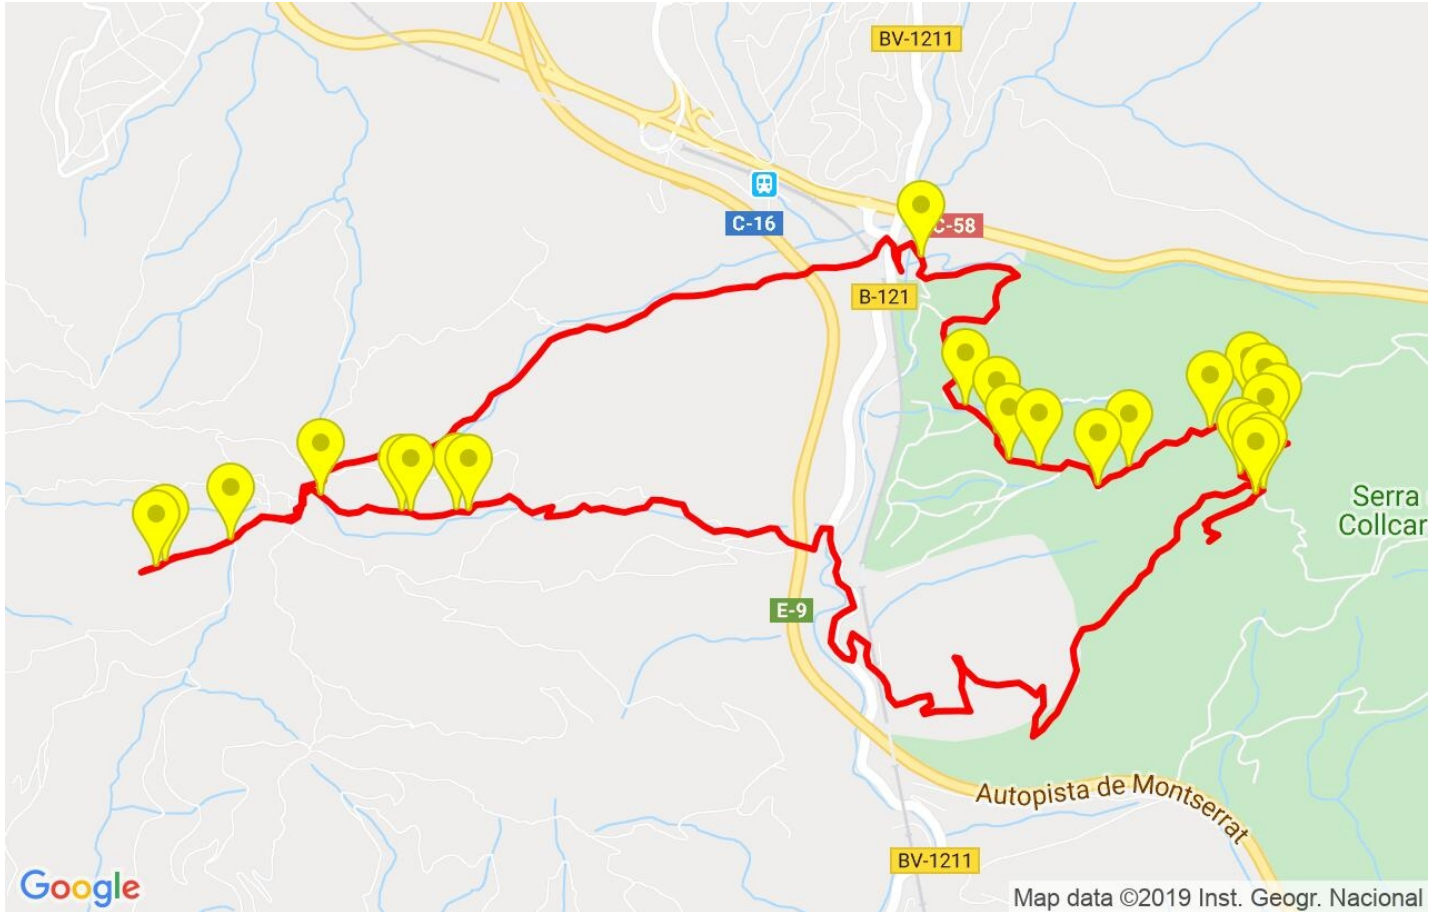 BV-1211
C-16
C-58
B-121
Serra
Collcar
E-9
Autopista de Montserrat
BV-1211
Google
Map data ©2019 Inst. Geogr. Nacional